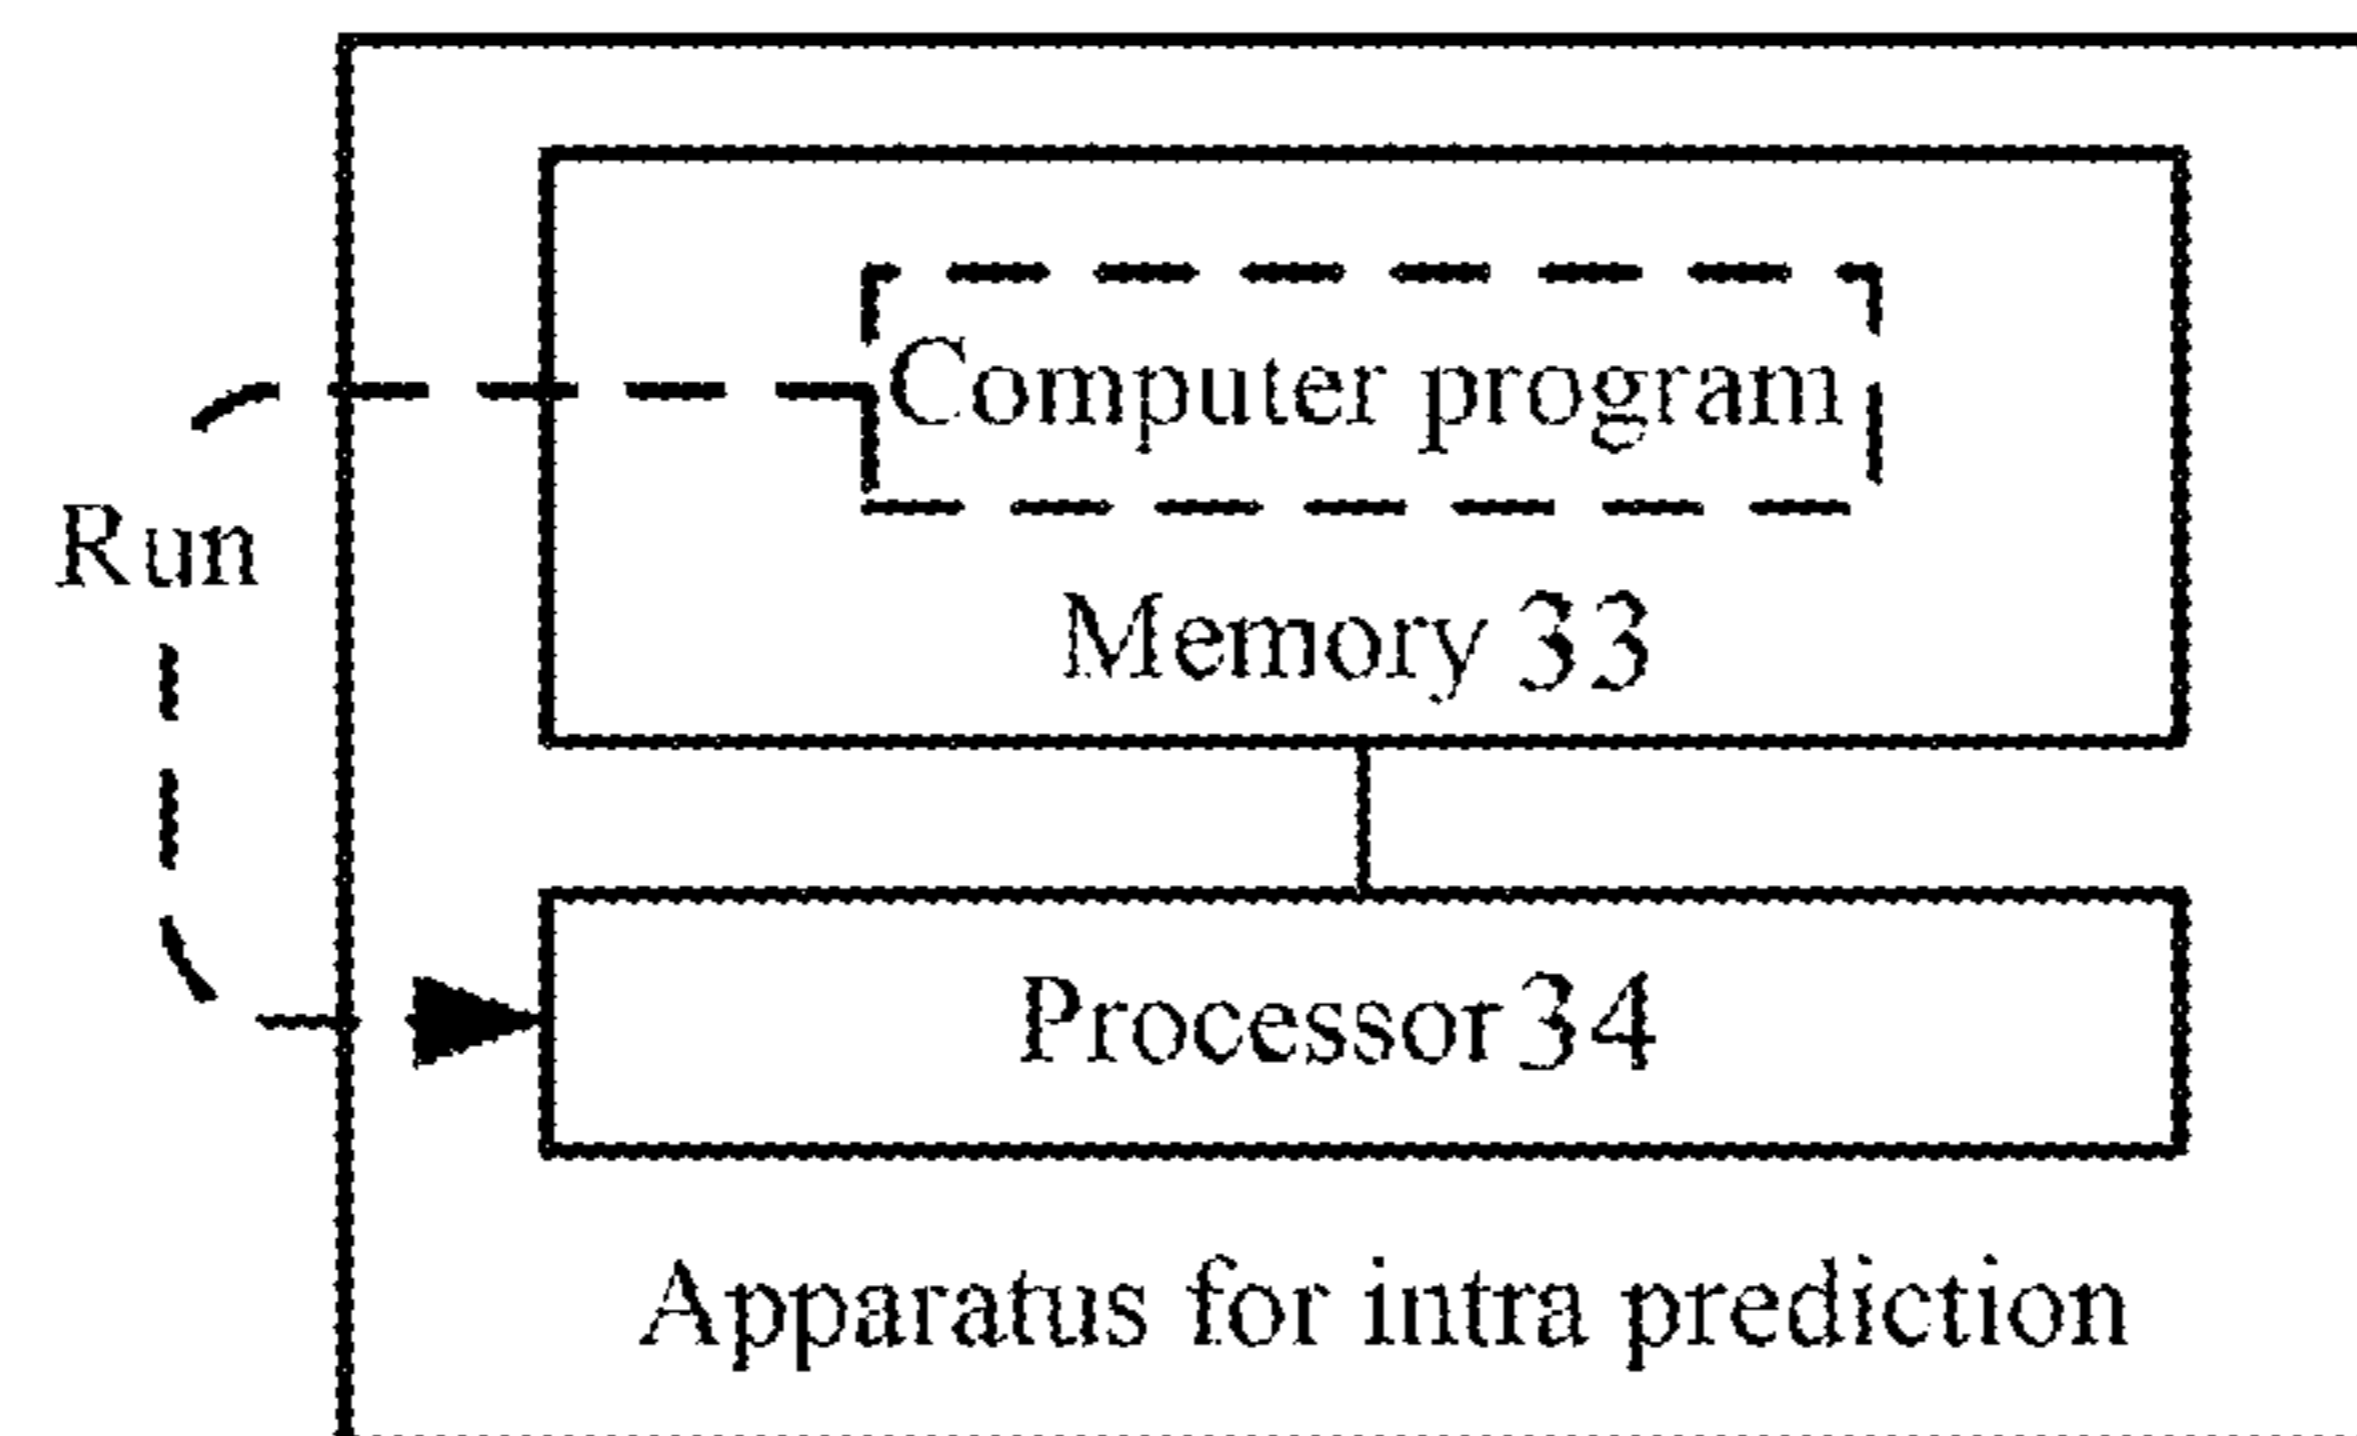 Computer program
Run
Memory 33
Processor 34
Apparatus for intra prediction